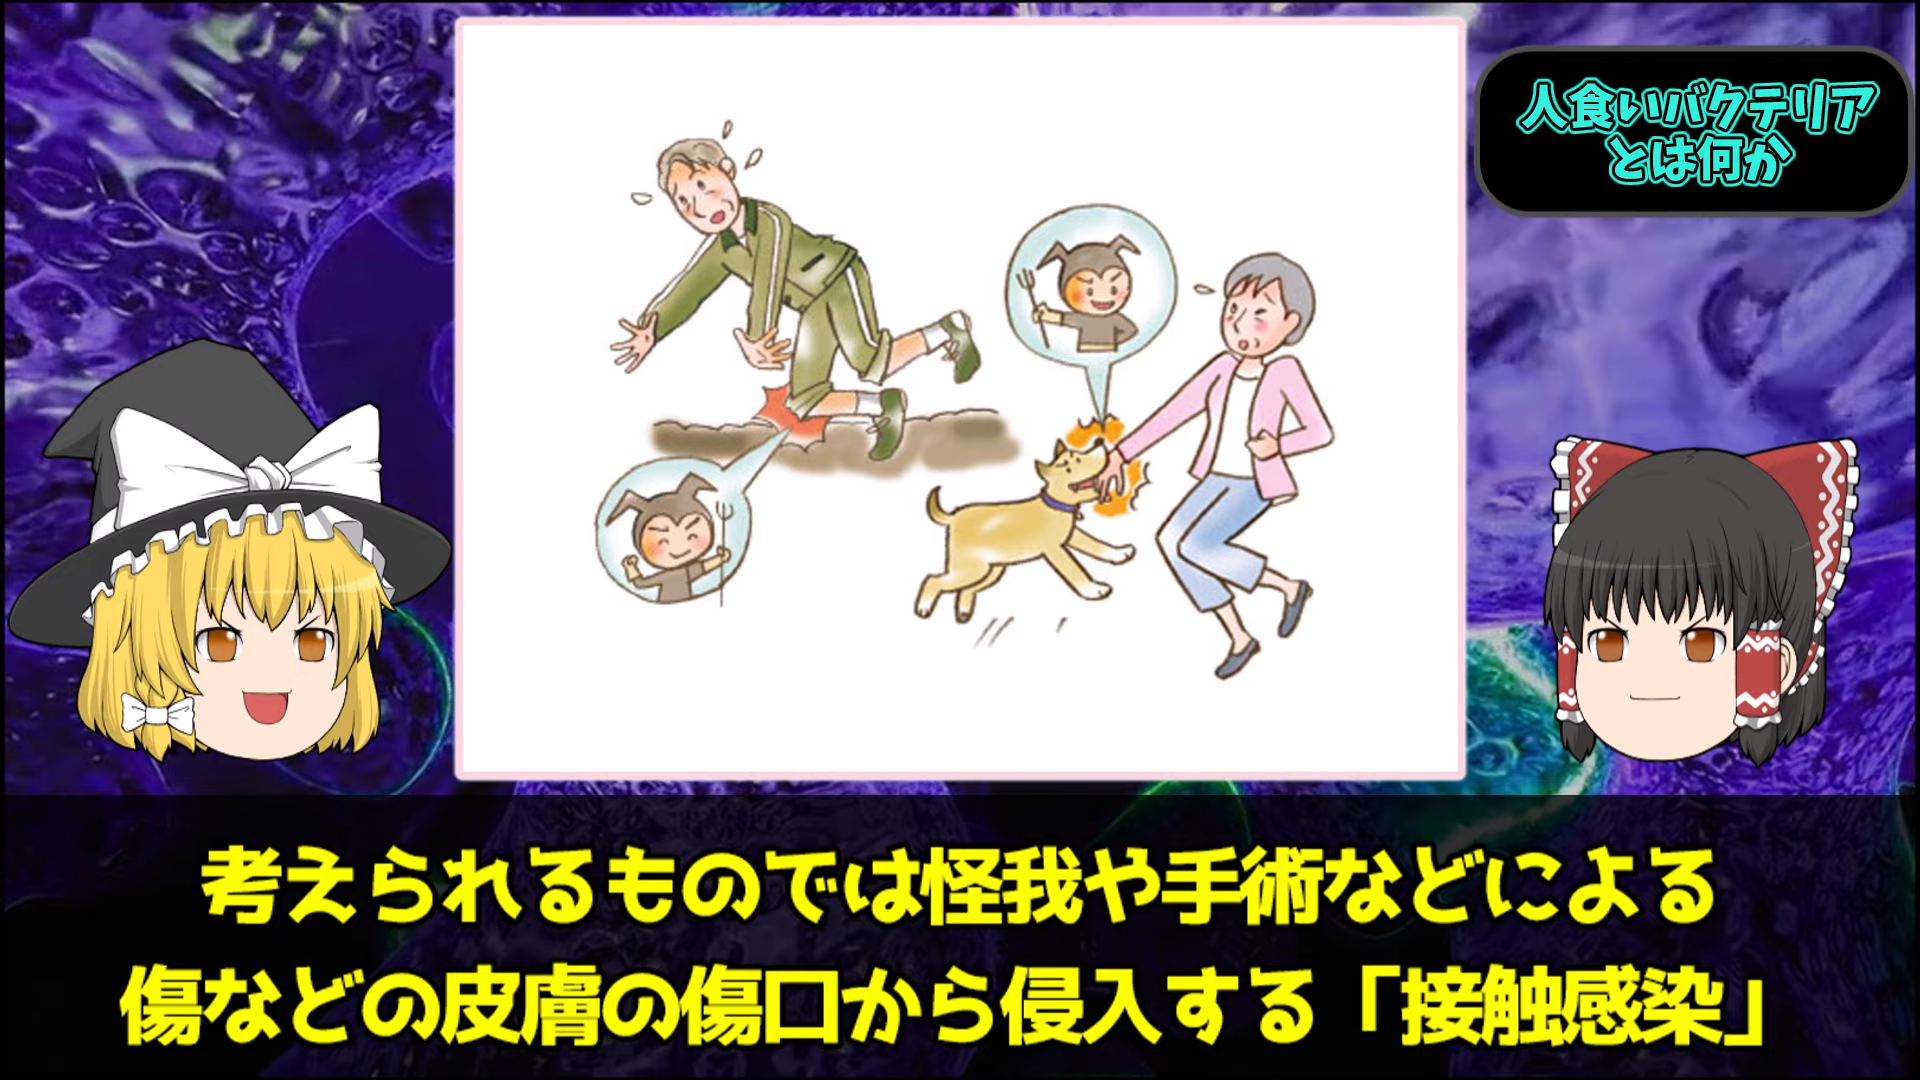 人食いバクテリア
とは何か
考えられるものでは怪我や手術などによる
傷などの皮膚の傷口から侵入する「接触感染」